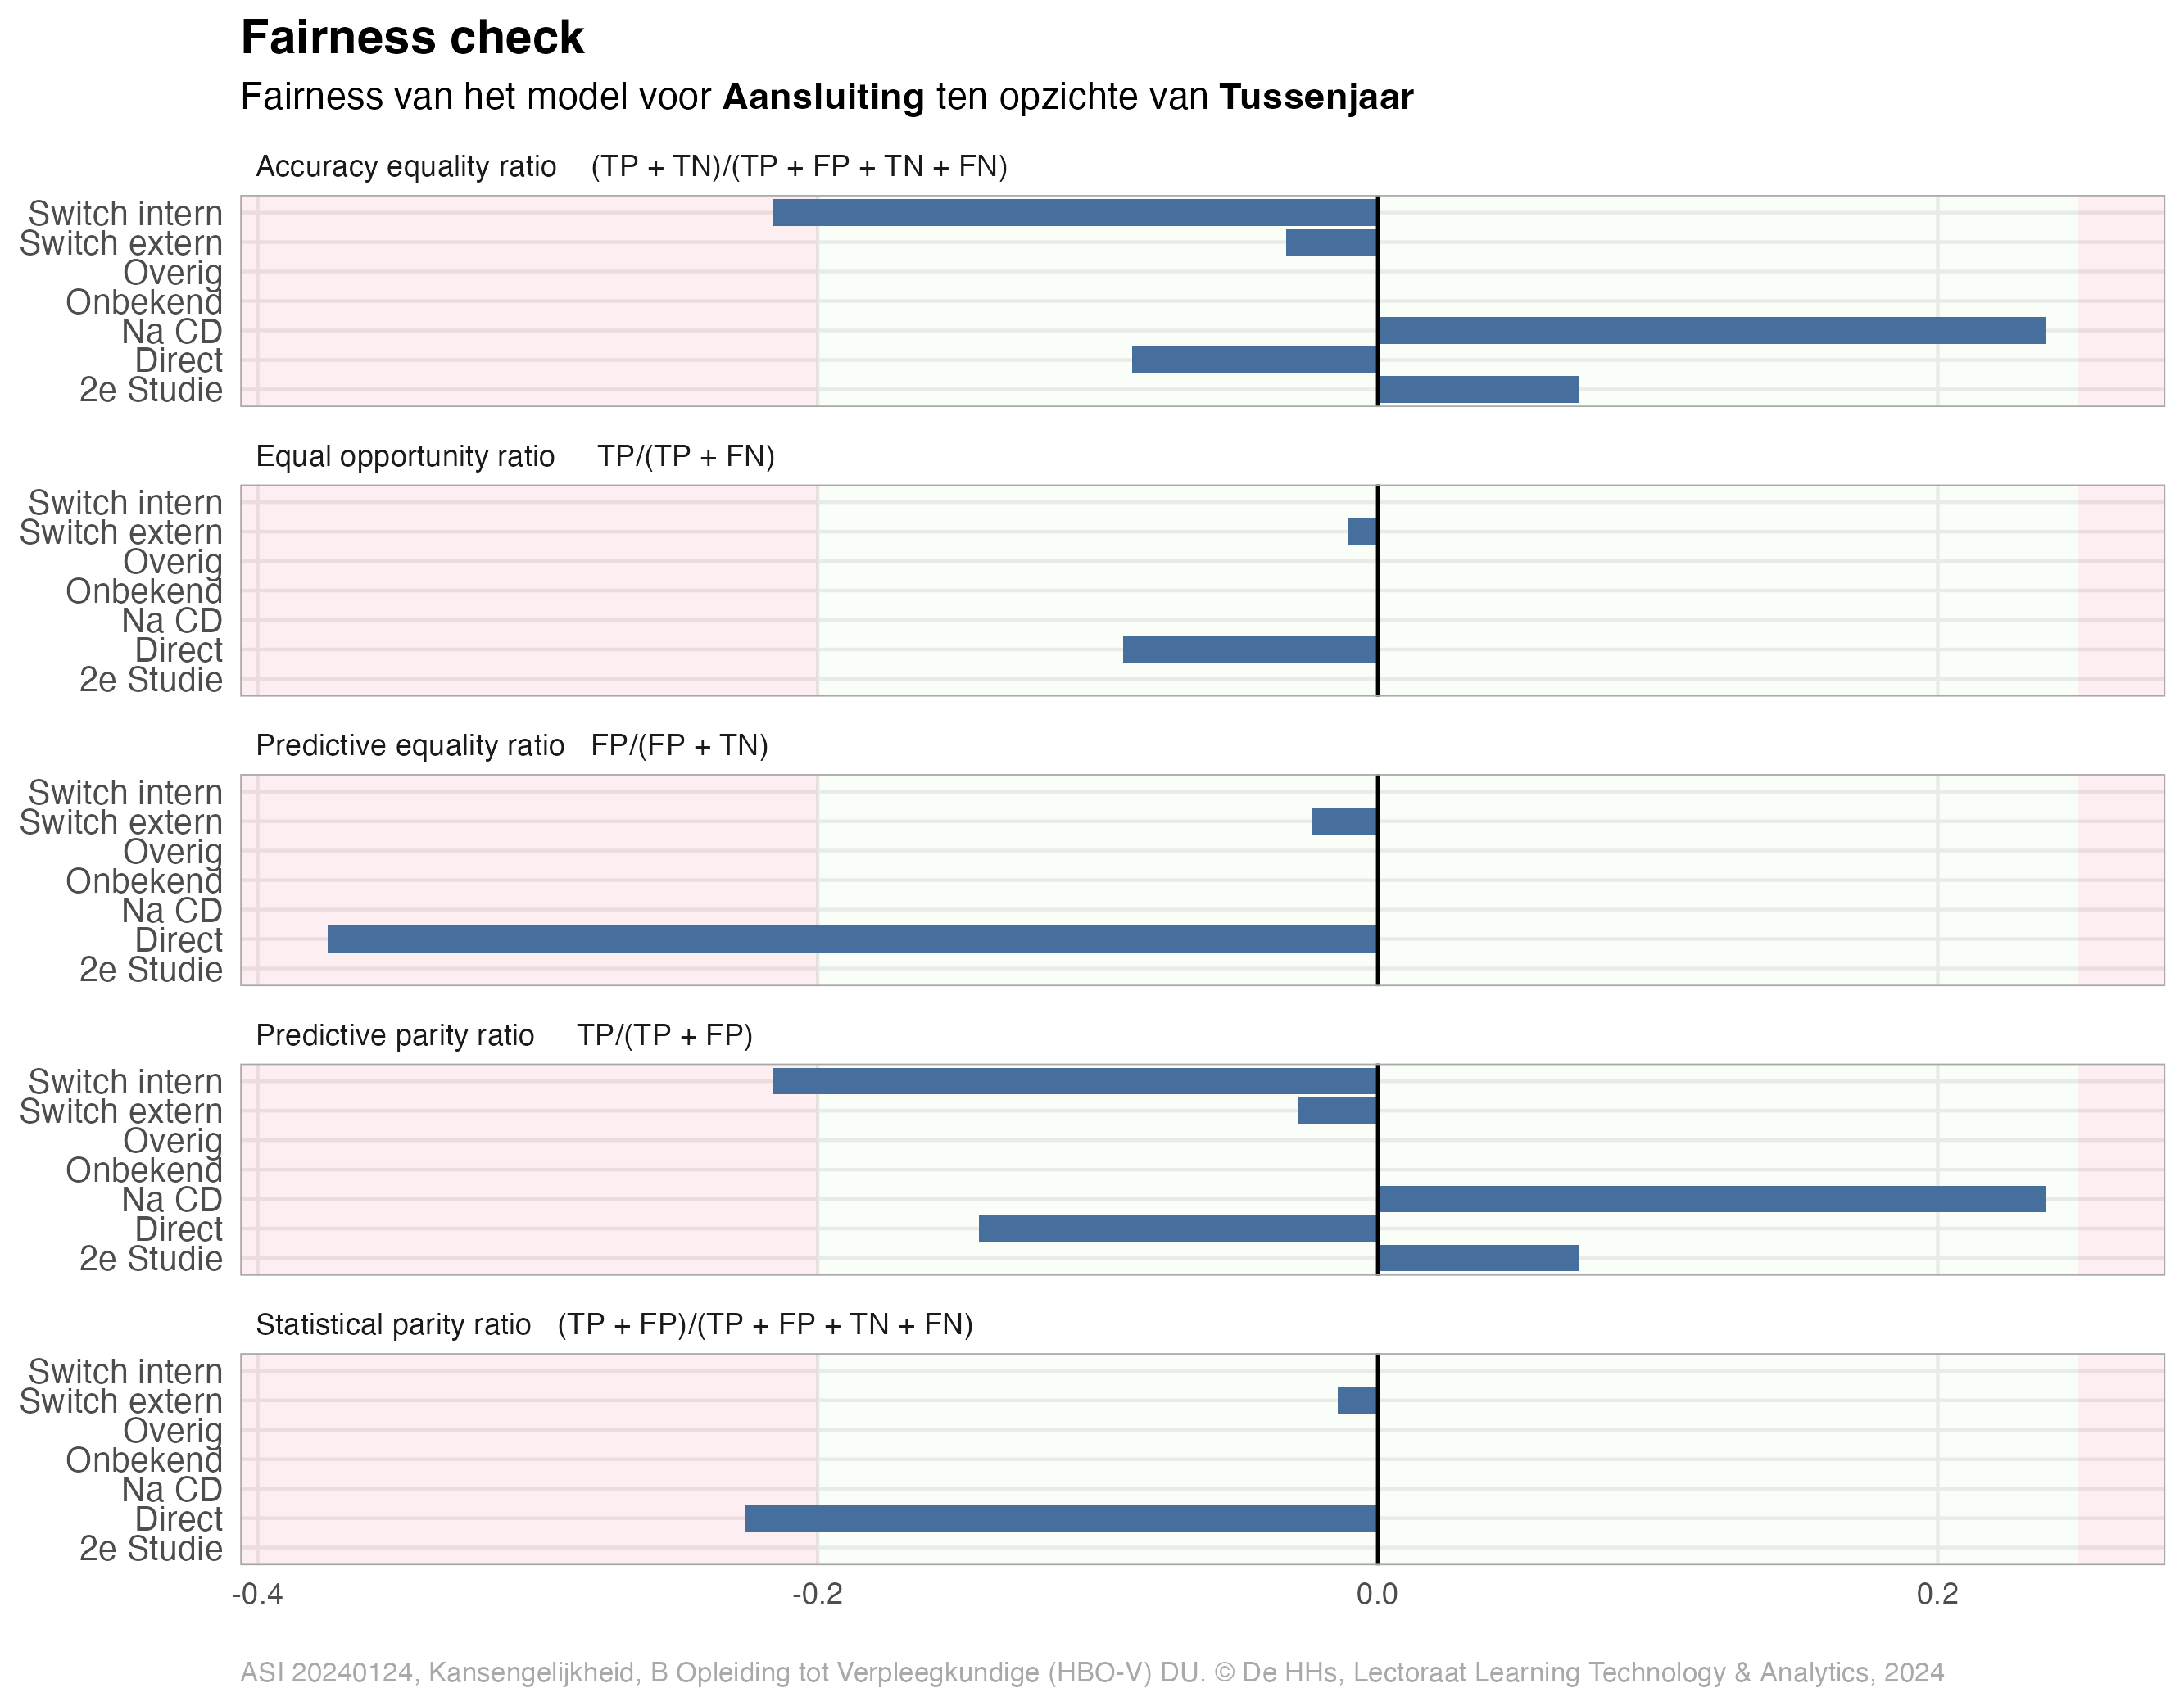 Fairness check
Fairness van het model voor Aansluiting ten opzichte van Tussenjaar
Accuracy equality ratio (TP + TN)/(TP + FP + TN + FN)
Switch intern
Switch extern
Overig
Onbekend
Na CD
Direct
2e Studie
Equal opportunity ratio TP/(TP + FN)
Switch intern
Switch extern
Overig
Onbekend
Na CD
Direct
2e Studie
Predictive equality ratio FP/(FP + TN)
Switch intern
Switch extern
Overig
Onbekend
Na CD
Direct
2e Studie
Predictive parity ratio TP/(TP + FP)
Switch intern
Switch extern
Overig
Onbekend
Na CD
Direct
2e Studie
Statistical parity ratio (TP + FP)/(TP + FP + TN + FN)
Switch intern
Switch extern
Overig
Onbekend
Na CD
Direct
2e Studie
-0.4 -0.2 0.0 0.2
ASI 20240124, Kansengelijkheid, B Opleiding tot Verpleegkundige (HBO-V) DU. © De HHs, Lectoraat Learning Technology & Analytics, 2024